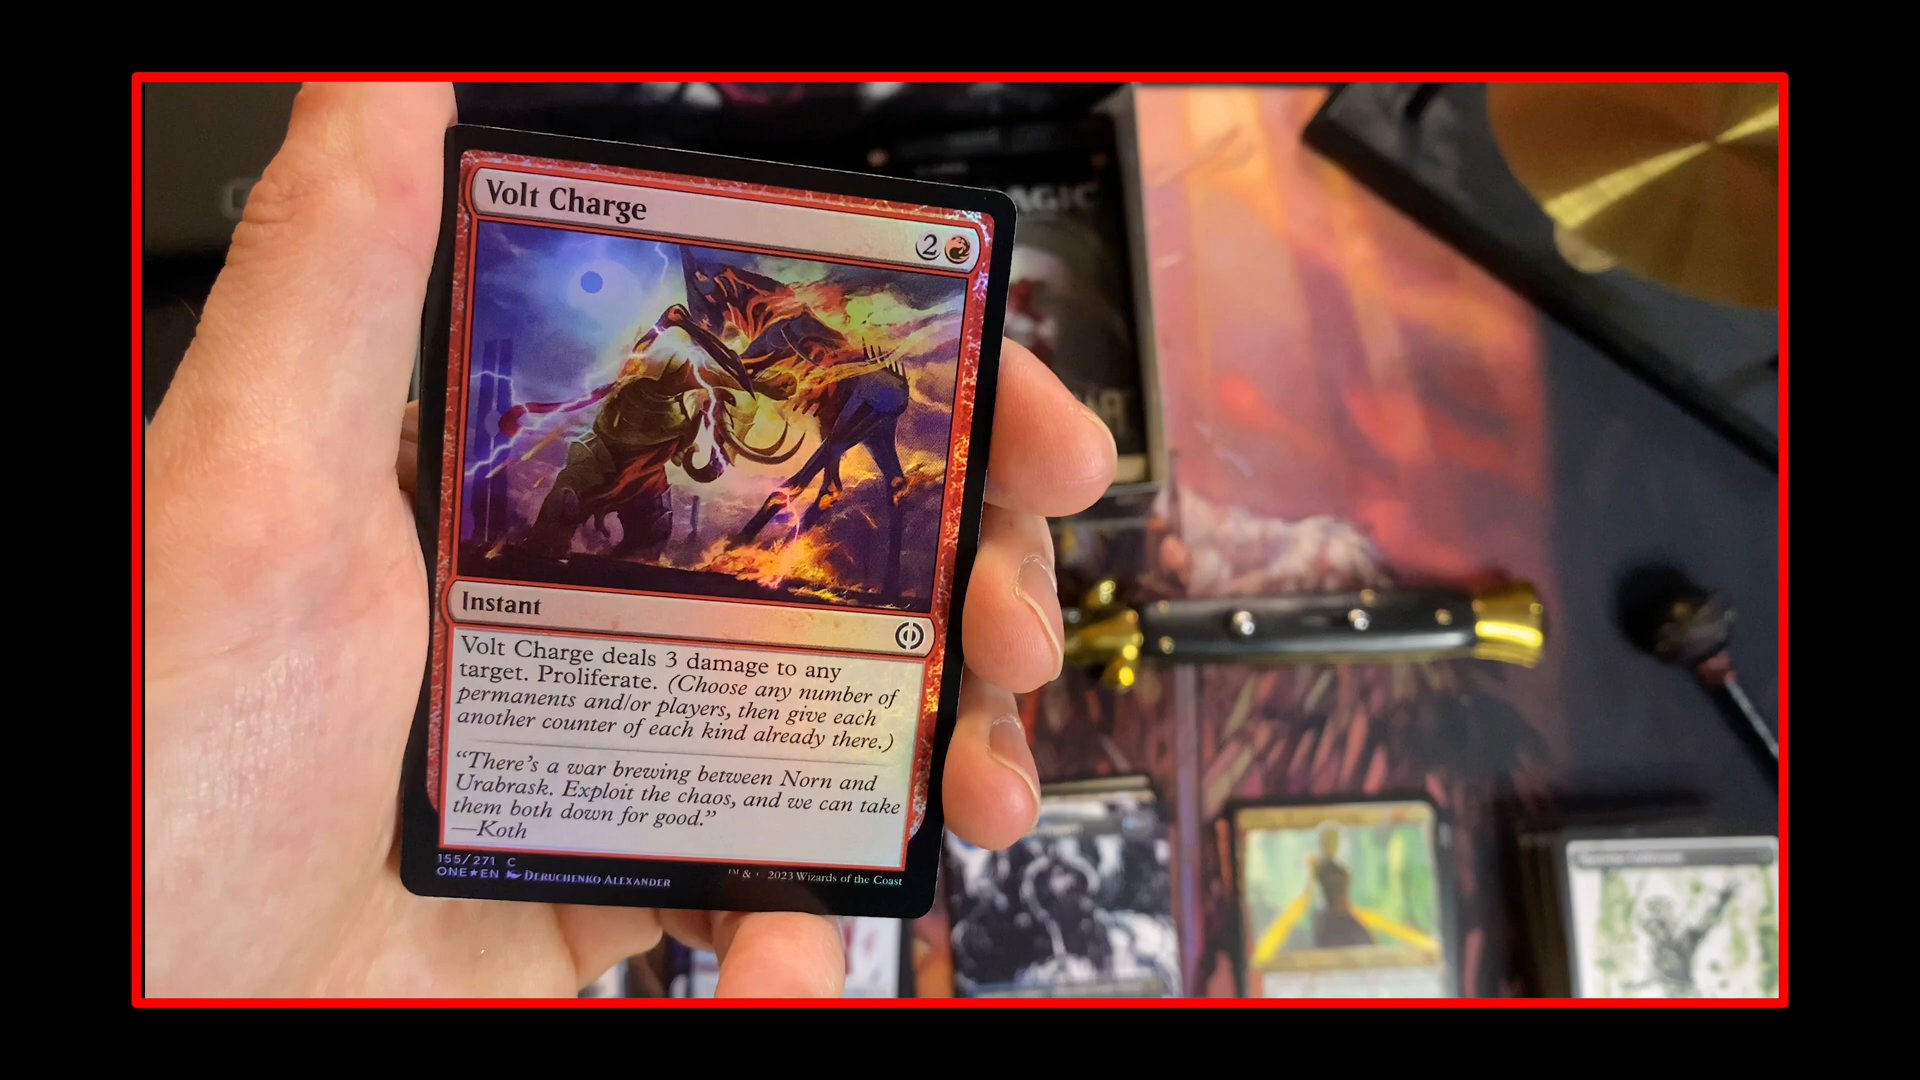 Volt Charge
2
Instant
Volt Charge deals 3 damage to any
target. Proliferate. (Choose any number of
permanents and/or players, then give each
another counter of each kind already there.)
“There’s a war brewing between Norn and
Urabrask. Exploit the chaos, and we can take
them both down for good.”
—Koth
155/271 C
ONE★EN Deruchenko Alexander
™ & © 2023 Wizards of the Coast
AGIC